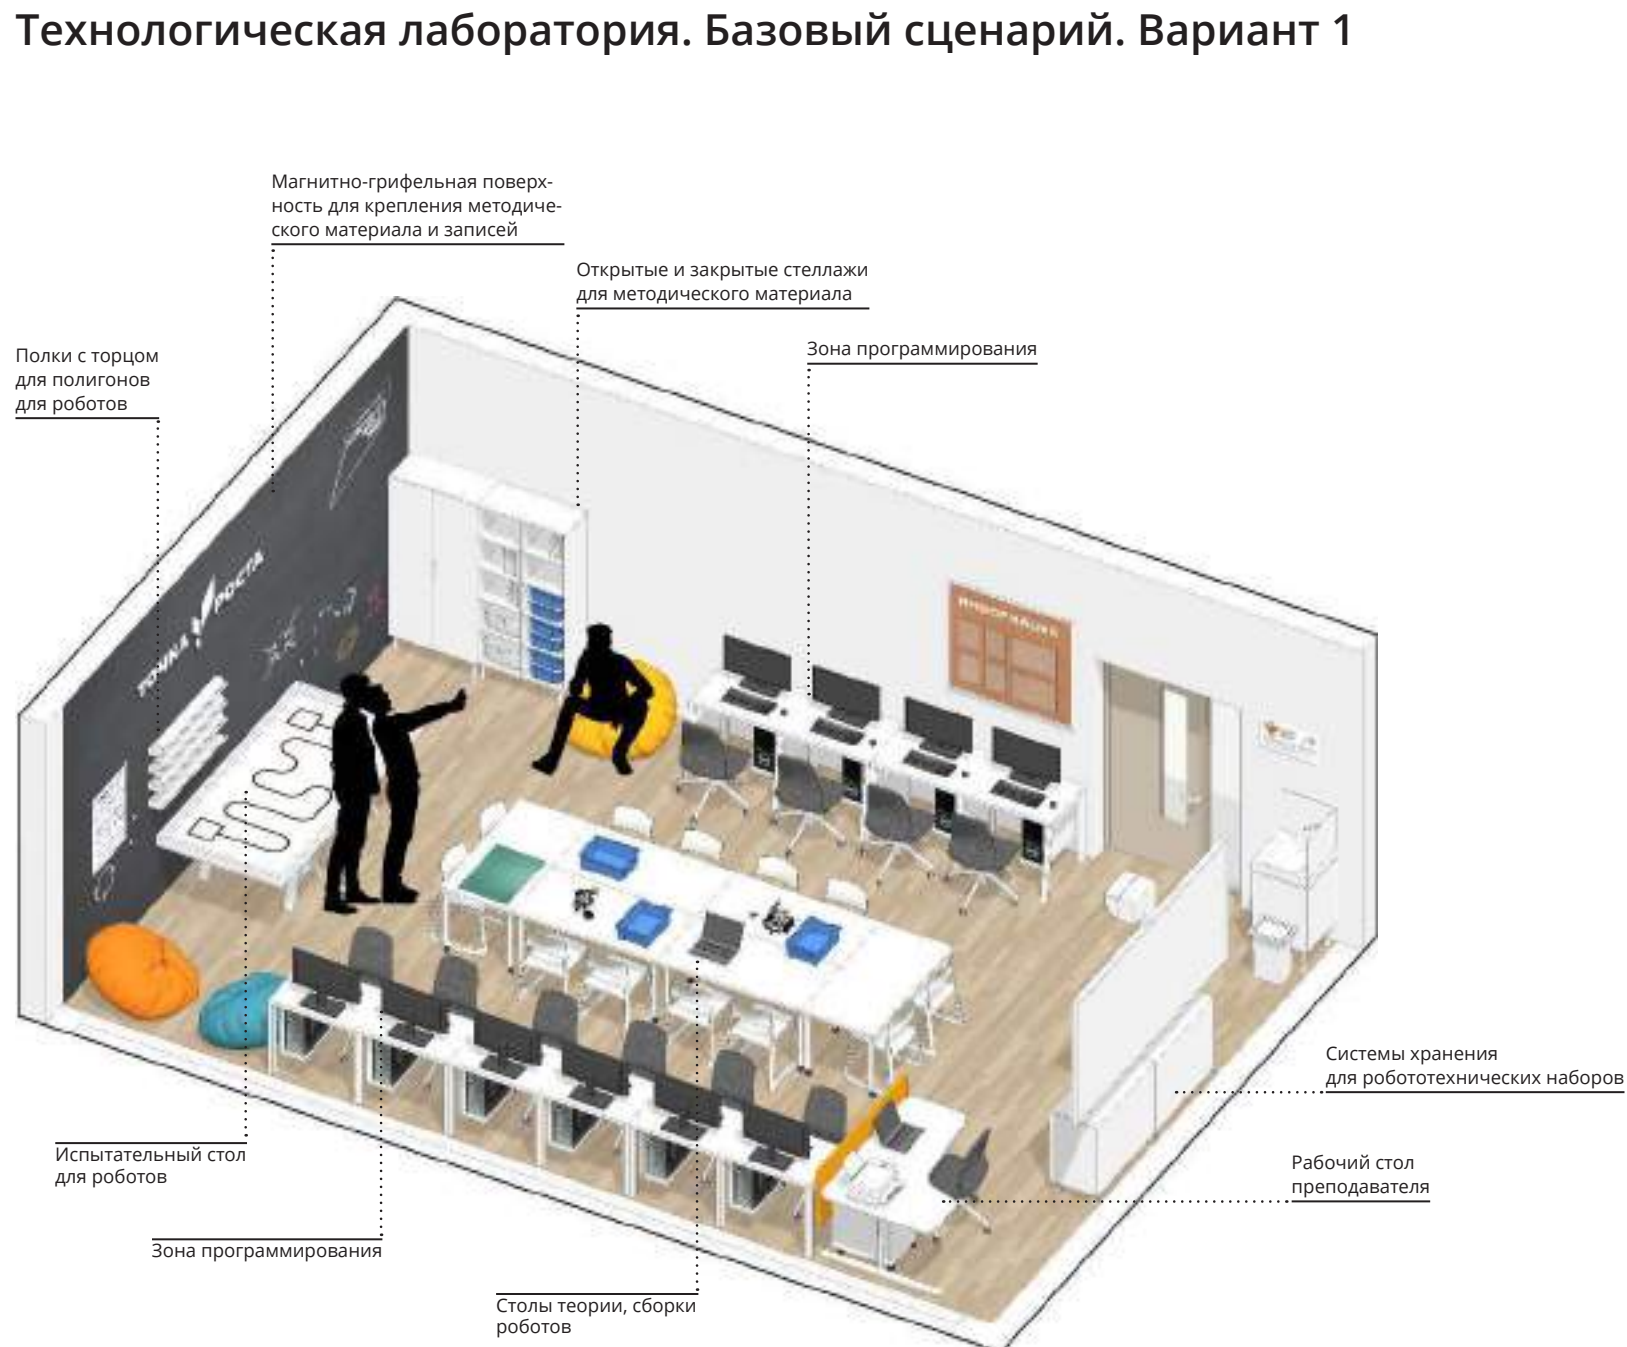 Технологическая лаборатория. Базовый сценарий. Вариант 1
Магнитно-грифельная поверх-
ность для крепления методиче-
ского материала и записей
Открытые и закрытые стеллажи
для методического материала
Зона программирования
Полки с торцом
для полигонов
для роботов
ТОЧКА РОСТА
ИНФОРМАЦИЯ
Системы хранения
для робототехнических наборов
Испытательный стол
для роботов
Рабочий стол
преподавателя
Зона программирования
Столы теории, сборки
роботов